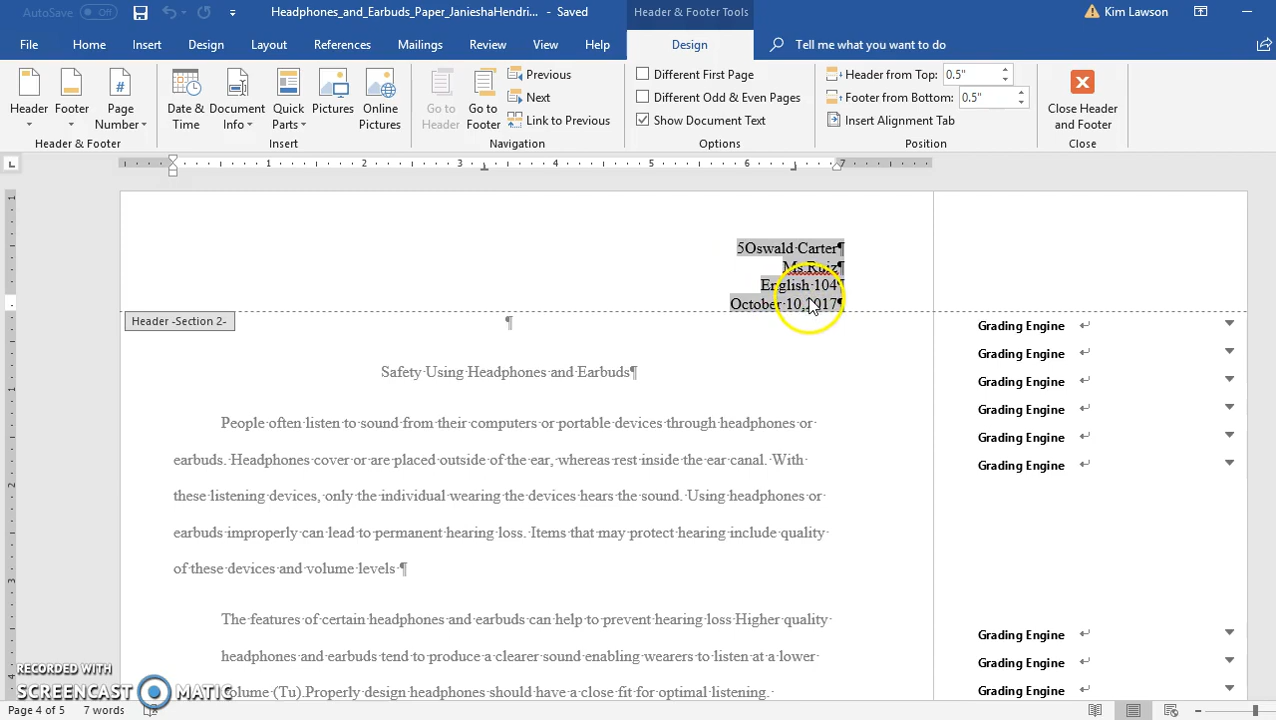 AutoSave Off
Headphones_and_Earbuds_Paper_JanieshaHendri... - Saved
Header & Footer Tools
Kim Lawson
File Home Insert Design Layout References Mailings Review View Help Design Tell me what you want to do
Header
Footer
Page Number
Header & Footer
Date & Time
Document Info
Quick Parts
Pictures
Online Pictures
Insert
Go to Header
Go to Footer
Previous
Next
Link to Previous
Navigation
Different First Page
Different Odd & Even Pages
Show Document Text
Options
Header from Top: 0.5"
Footer from Bottom: 0.5"
Insert Alignment Tab
Position
Close Header and Footer
Close
1 2 3 4 5 6 7
5Oswald·Carter¶
Ms·Ruiz¶
English·104¶
October·10,·2017¶
Header -Section 2-
¶
Safety·Using·Headphones·and·Earbuds¶
People·often·listen·to·sound·from·their·computers·or·portable·devices·through·headphones·or·
earbuds.·Headphones·cover·or·are·placed·outside·of·the·ear,·whereas·rest·inside·the·ear·canal.·With·
these·listening·devices,·only·the·individual·wearing·the·devices·hears·the·sound.·Using·headphones·or·
earbuds·improperly·can·lead·to·permanent·hearing·loss.·Items·that·may·protect·hearing·include·quality·
of·these·devices·and·volume·levels·¶
The·features·of·certain·headphones·and·earbuds·can·help·to·prevent·hearing·loss·Higher·quality·
headphones·and·earbuds·tend·to·produce·a·clearer·sound·enabling·wearers·to·listen·at·a·lower·
volume·(Tu).Properly·design·headphones·should·have·a·close·fit·for·optimal·listening.·
Grading Engine
Grading Engine
Grading Engine
Grading Engine
Grading Engine
Grading Engine
Grading Engine
Grading Engine
Grading Engine
RECORDED WITH
SCREENCAST MATIC
Page 4 of 5 7 words